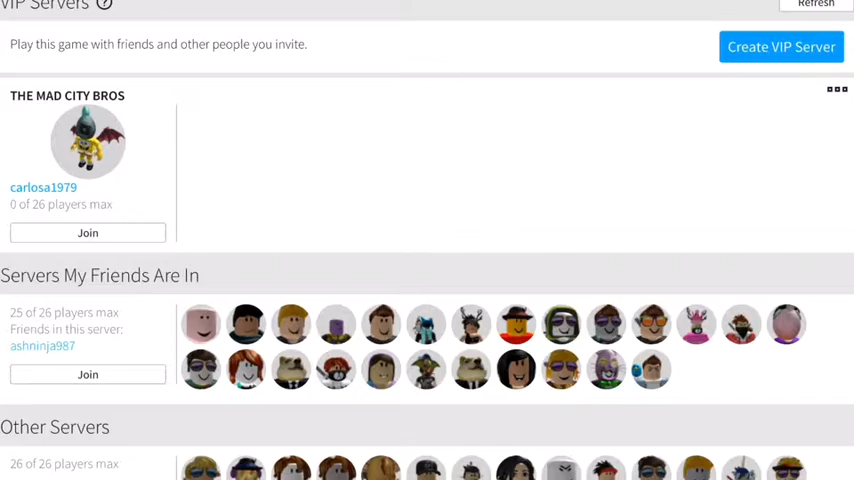 VIP Servers
Refresh
Play this game with friends and other people you invite.
Create VIP Server
THE MAD CITY BROS
carlosa1979
0 of 26 players max
Join
Servers My Friends Are In
25 of 26 players max
Friends in this server:
ashninja987
Join
Other Servers
26 of 26 players max